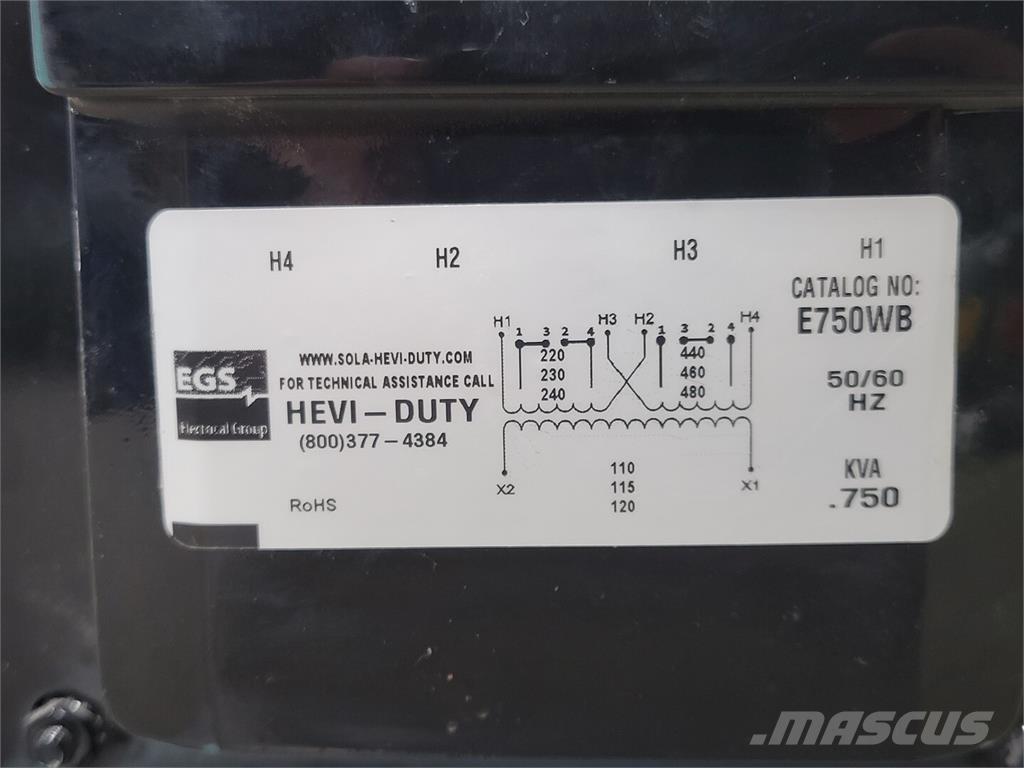 H4 H2 H3 H1
CATALOG NO:
E750WB
50/60
HZ
KVA
.750
EGS
Electrical Group
WWW.SOLA-HEVI-DUTY.COM
FOR TECHNICAL ASSISTANCE CALL
HEVI-DUTY
(800)377-4384
RoHS
H1 H3 H2 H4
1 3 2 4 1 3 2 4
220 440
230 460
240 480
X2 X1
110
115
120
.MASCUS